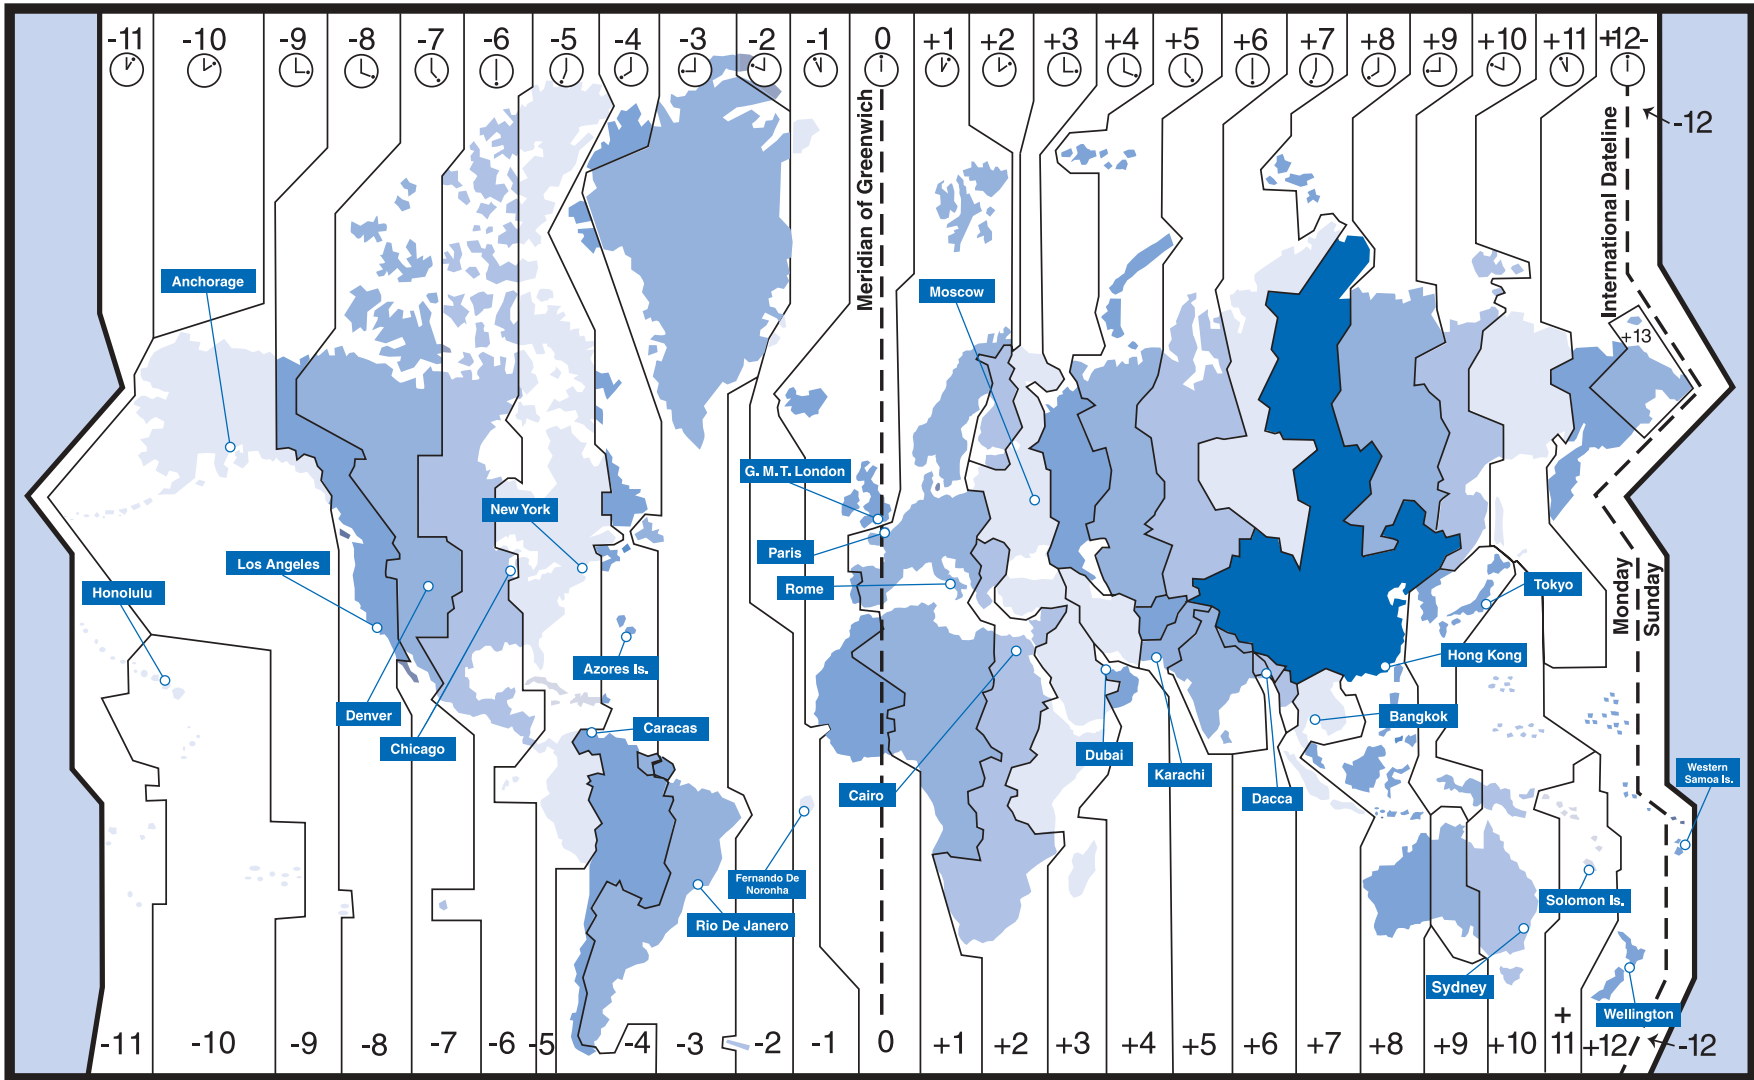 -11 -10 -9 -8 -7 -6 -5 -4 -3 -2 -1 0 +1 +2 +3 +4 +5 +6 +7 +8 +9 +10 +11 +12-
-12
Meridian of Greenwich
International Dateline
Anchorage
Moscow
+13
G. M. T. London
New York
Paris
Los Angeles
Rome
Honolulu
Tokyo
Monday
Sunday
Hong Kong
Azores Is.
Denver
Caracas
Bangkok
Chicago
Dubai
Karachi
Western
Samoa Is.
Cairo
Dacca
Fernando De
Noronha
Solomon Is.
Rio De Janero
Sydney
Wellington
-11 -10 -9 -8 -7 -6 -5 -4 -3 -2 -1 0 +1 +2 +3 +4 +5 +6 +7 +8 +9 +10 +
11 +12 -12